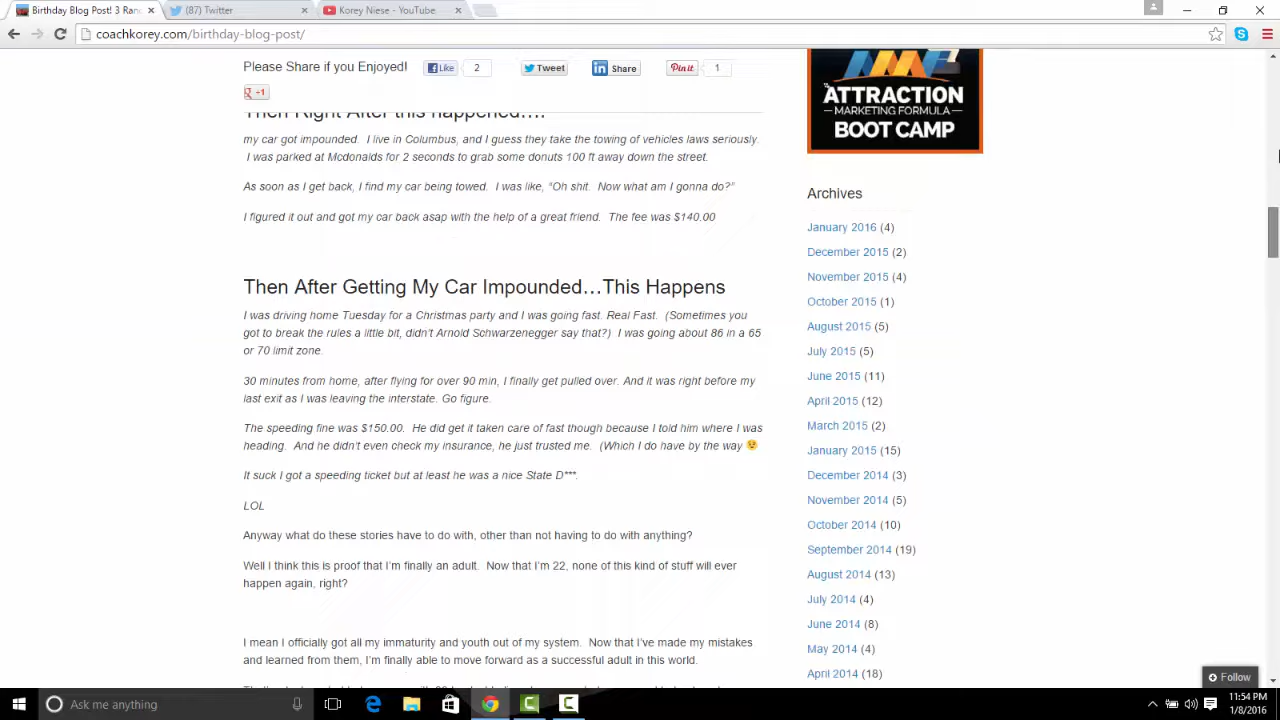 Birthday Blog Post! 3 Ran
(87) Twitter
Korey Niese - YouTube
coachkorey.com/birthday-blog-post/
Please Share if you Enjoyed!
Like
2
Tweet
Share
Pin it
1
+1
Then Right After this happened….
my car got impounded. I live in Columbus, and I guess they take the towing of vehicles laws seriously.
I was parked at Mcdonalds for 2 seconds to grab some donuts 100 ft away down the street.
As soon as I get back, I find my car being towed. I was like, “Oh shit. Now what am I gonna do?”
I figured it out and got my car back asap with the help of a great friend. The fee was $140.00
Then After Getting My Car Impounded…This Happens
I was driving home Tuesday for a Christmas party and I was going fast. Real Fast. (Sometimes you
got to break the rules a little bit, didn’t Arnold Schwarzenegger say that?) I was going about 86 in a 65
or 70 limit zone.
30 minutes from home, after flying for over 90 min, I finally get pulled over. And it was right before my
last exit as I was leaving the interstate. Go figure.
The speeding fine was $150.00. He did get it taken care of fast though because I told him where I was
heading. And he didn’t even check my insurance, he just trusted me. (Which I do have by the way 😉
It suck I got a speeding ticket but at least he was a nice State D***.
LOL
Anyway what do these stories have to do with, other than not having to do with anything?
Well I think this is proof that I’m finally an adult. Now that I’m 22, none of this kind of stuff will ever
happen again, right?
I mean I officially got all my immaturity and youth out of my system. Now that I’ve made my mistakes
and learned from them, I’m finally able to move forward as a successful adult in this world.
ATTRACTION
MARKETING FORMULA
BOOT CAMP
Archives
January 2016 (4)
December 2015 (2)
November 2015 (4)
October 2015 (1)
August 2015 (5)
July 2015 (5)
June 2015 (11)
April 2015 (12)
March 2015 (2)
January 2015 (15)
December 2014 (3)
November 2014 (5)
October 2014 (10)
September 2014 (19)
August 2014 (13)
July 2014 (4)
June 2014 (8)
May 2014 (4)
April 2014 (18)
Follow
Ask me anything
11:54 PM
1/8/2016